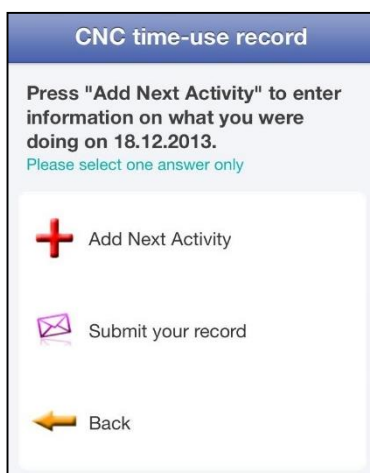 CNC time-use record
Press "Add Next Activity" to enter
information on what you were
doing on 18.12.2013.
Please select one answer only
Add Next Activity
Submit your record
Back